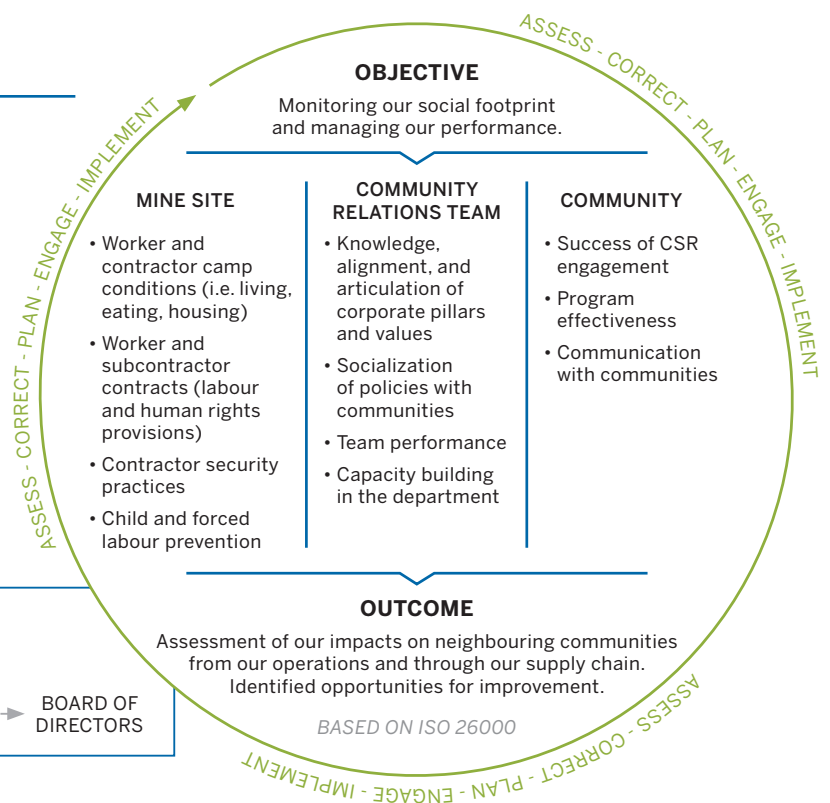 ASSESS - CORRECT - PLAN - ENGAGE - IMPLEMENT
OBJECTIVE
Monitoring our social footprint
and managing our performance.
MINE SITE
• Worker and
contractor camp
conditions (i.e. living,
eating, housing)
• Worker and
subcontractor
contracts (labour
and human rights
provisions)
• Contractor security
practices
• Child and forced
labour prevention
COMMUNITY
RELATIONS TEAM
• Knowledge,
alignment, and
articulation of
corporate pillars
and values
• Socialization
of policies with
communities
• Team performance
• Capacity building
in the department
COMMUNITY
• Success of CSR
engagement
• Program
effectiveness
• Communication
with communities
OUTCOME
Assessment of our impacts on neighbouring communities
from our operations and through our supply chain.
Identified opportunities for improvement.
BASED ON ISO 26000
ASSESS - CORRECT - PLAN - ENGAGE - IMPLEMENT
ASSESS - CORRECT - PLAN - ENGAGE - IMPLEMENT
BOARD OF
DIRECTORS